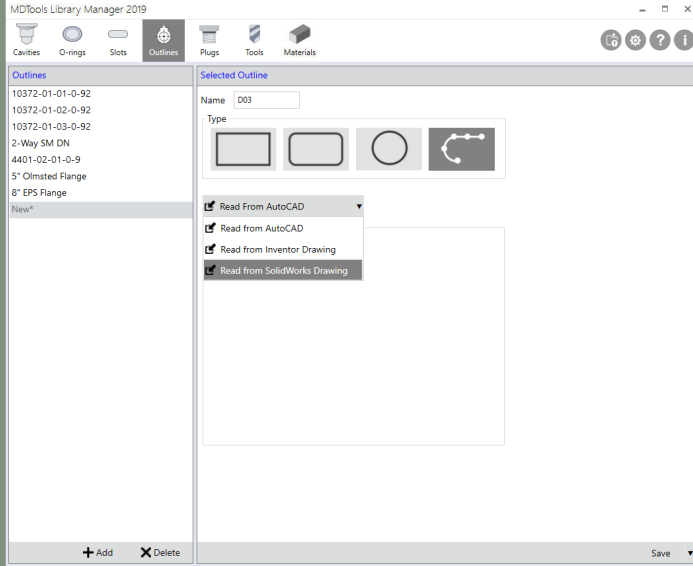 MDTools Library Manager 2019
Cavities O-rings Slots Outlines Plugs Tools Materials
Outlines
10372-01-01-0-92
10372-01-02-0-92
10372-01-03-0-92
2-Way SM DN
4401-02-01-0-9
5" Olmsted Flange
8" EPS Flange
New*
Add Delete
Selected Outline
Name D03
Type
Read From AutoCAD
Read from AutoCAD
Read from Inventor Drawing
Read from SolidWorks Drawing
Save